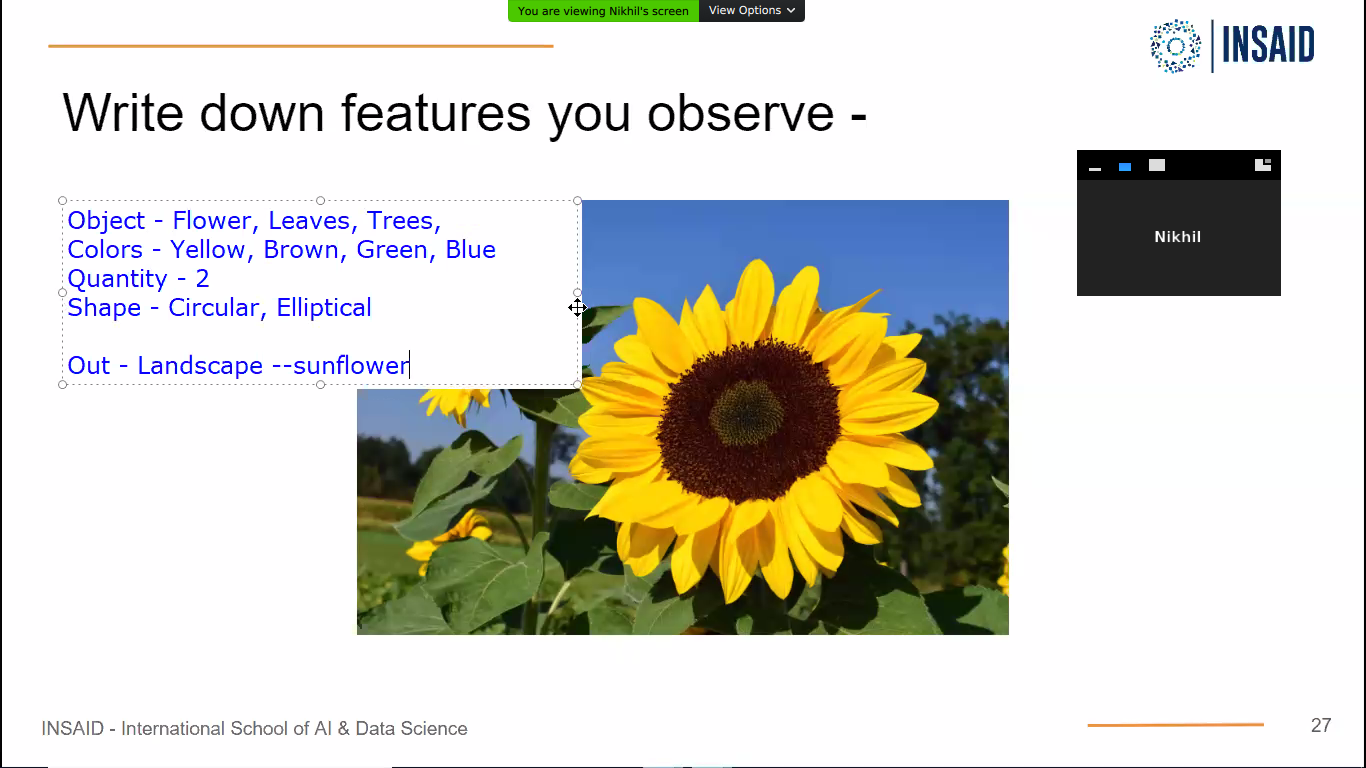 You are viewing Nikhil's screen View Options
INSAID
Write down features you observe -
Object - Flower, Leaves, Trees,
Colors - Yellow, Brown, Green, Blue
Quantity - 2
Shape - Circular, Elliptical
Out - Landscape --sunflower
Nikhil
INSAID - International School of AI & Data Science
27